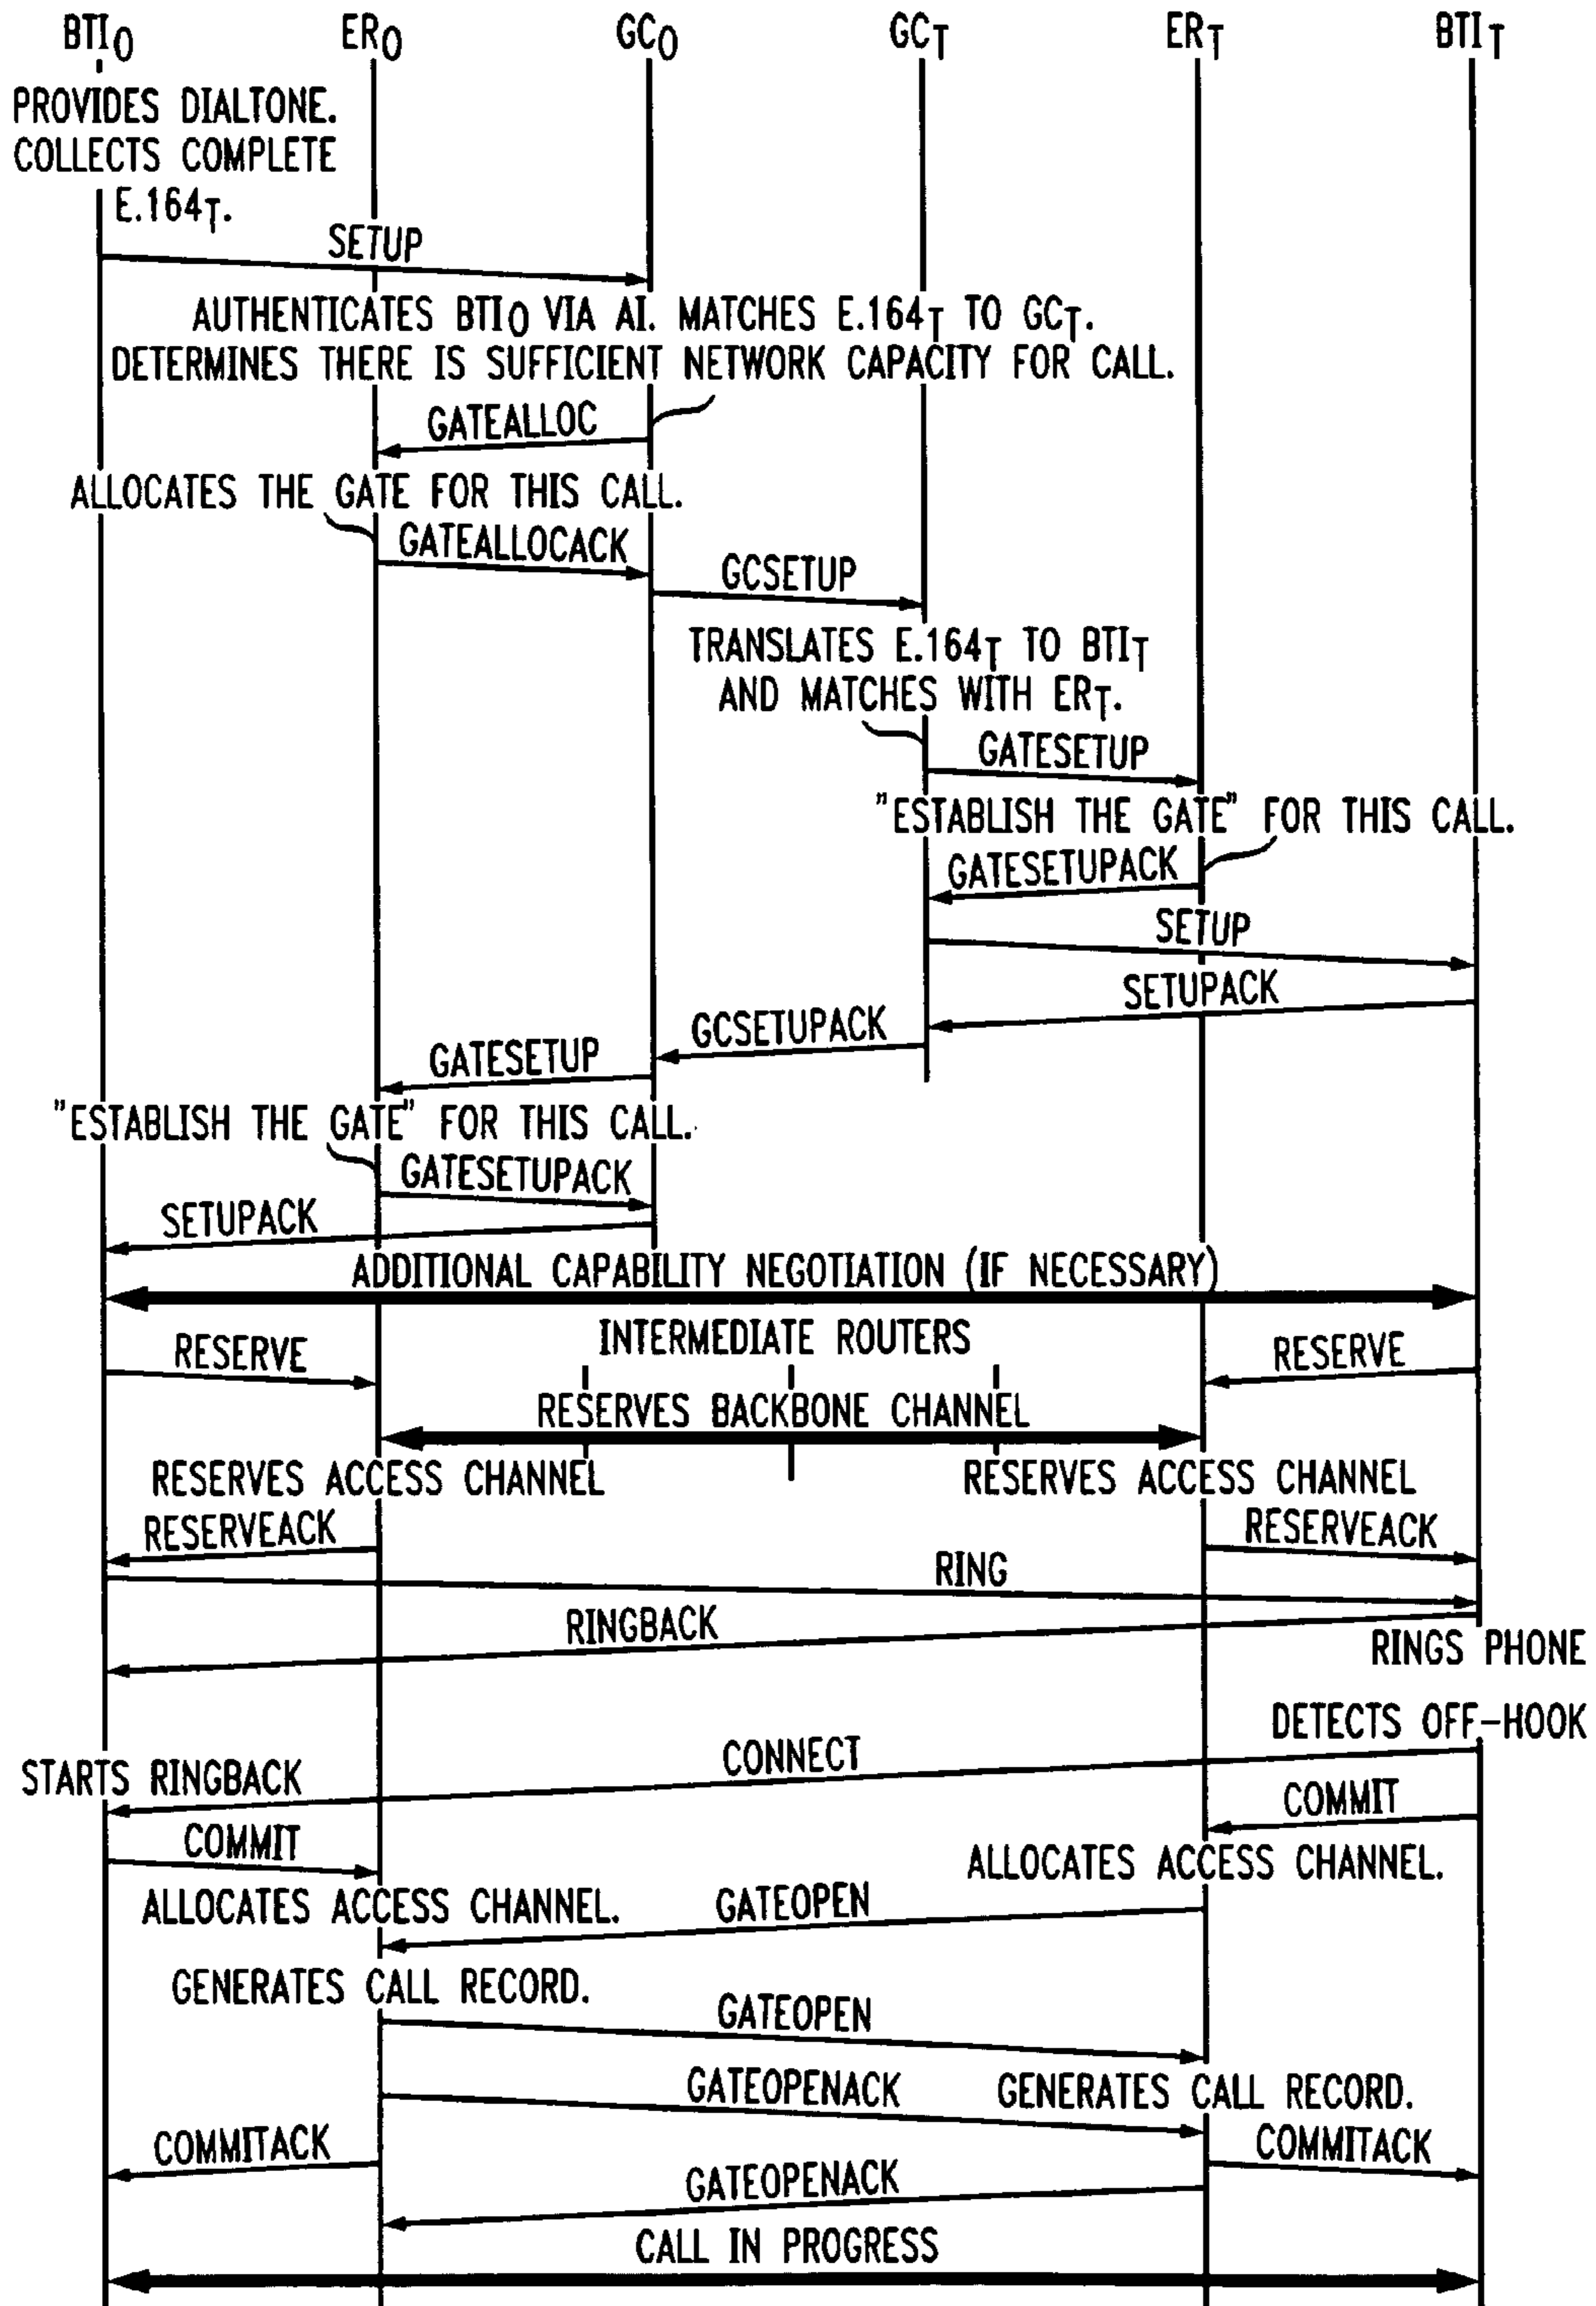 BTIO ERO GCO GCT ERT BTIT
PROVIDES DIALTONE.
COLLECTS COMPLETE
E.164T.
SETUP
AUTHENTICATES BTIO VIA AI. MATCHES E.164T TO GCT.
DETERMINES THERE IS SUFFICIENT NETWORK CAPACITY FOR CALL.
GATEALLOC
ALLOCATES THE GATE FOR THIS CALL.
GATEALLOCACK
GCSETUP
TRANSLATES E.164T TO BTIT
AND MATCHES WITH ERT.
GATESETUP
"ESTABLISH THE GATE" FOR THIS CALL.
GATESETUPACK
SETUP
SETUPACK
GCSETUPACK
GATESETUP
"ESTABLISH THE GATE" FOR THIS CALL.
GATESETUPACK
SETUPACK
ADDITIONAL CAPABILITY NEGOTIATION (IF NECESSARY)
INTERMEDIATE ROUTERS
RESERVE RESERVE
RESERVES BACKBONE CHANNEL
RESERVES ACCESS CHANNEL RESERVES ACCESS CHANNEL
RESERVEACK RESERVEACK
RING
RINGBACK
RINGS PHONE
DETECTS OFF-HOOK
CONNECT
STARTS RINGBACK
COMMIT
COMMIT
ALLOCATES ACCESS CHANNEL.
ALLOCATES ACCESS CHANNEL. GATEOPEN
GENERATES CALL RECORD.
GATEOPEN
GATEOPENACK GENERATES CALL RECORD.
COMMITACK COMMITACK
GATEOPENACK
CALL IN PROGRESS